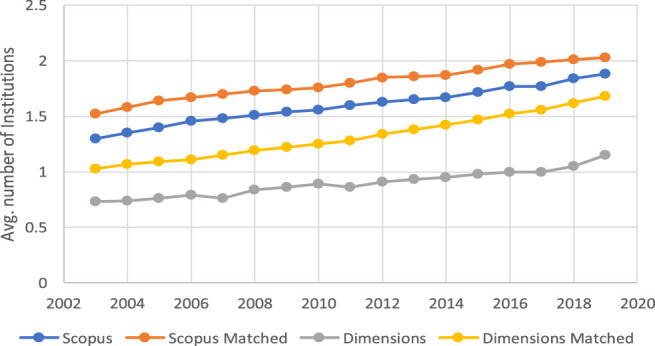 Avg. number of Institutions
2.5
2
1.5
1
0.5
0
2002 2004 2006 2008 2010 2012 2014 2016 2018 2020
Scopus Scopus Matched Dimensions Dimensions Matched